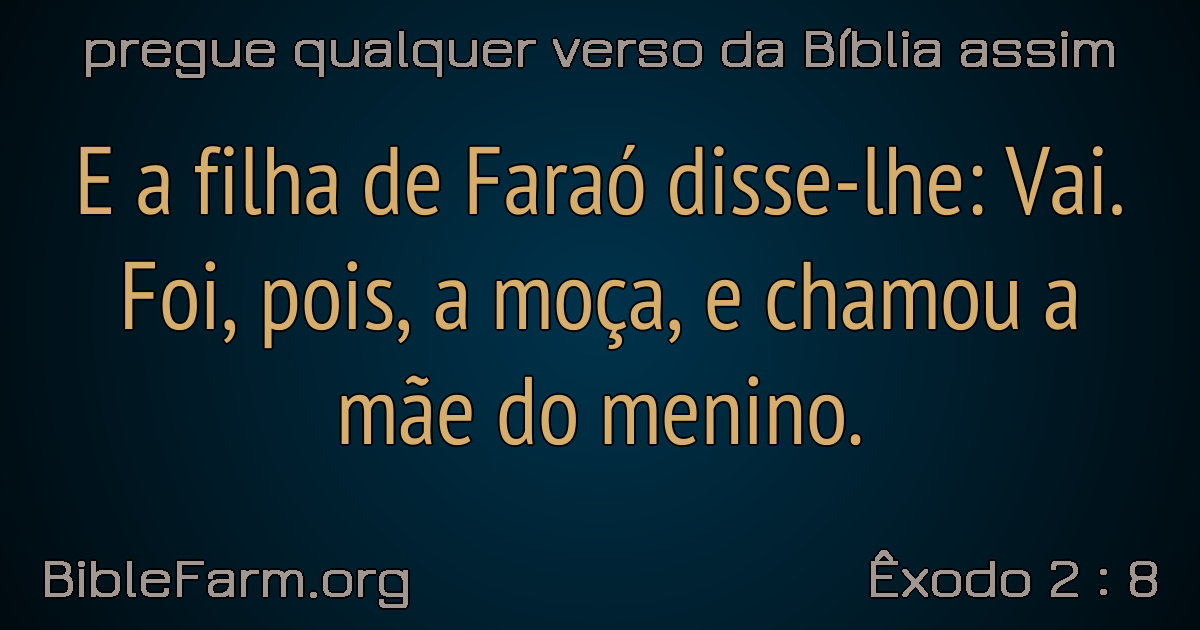 pregue qualquer verso da Bíblia assim
E a filha de Faraó disse-lhe: Vai.
Foi, pois, a moça, e chamou a
mãe do menino.
BibleFarm.org
Êxodo 2 : 8